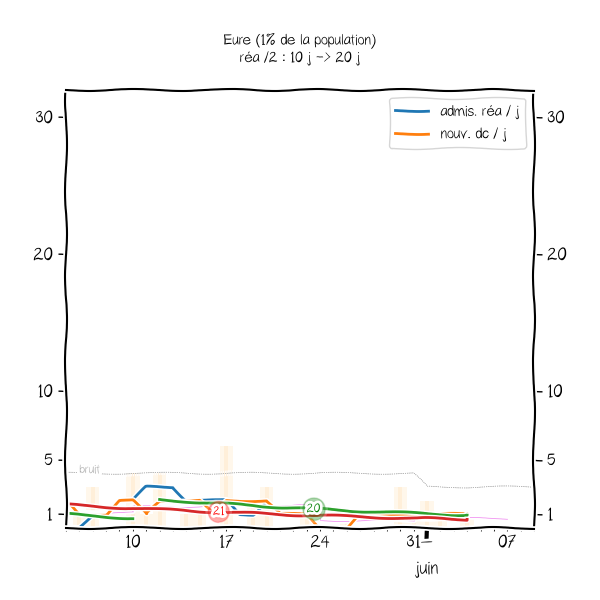 Eure (1% de la population)
réa /2 : 10 j -> 20 j
admis. réa / j
nouv. dc / j
30 30
20 20
10 10
5 5
bruit
1 21 20 1
10 17 24 31 07
juin